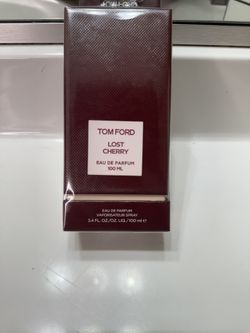 TOM FORD
LOST
CHERRY
EAU DE PARFUM
100 ML
EAU DE PARFUM
VAPORISATEUR SPRAY
3.4 FL.OZ./OZ. LIQ./100 ml ℮